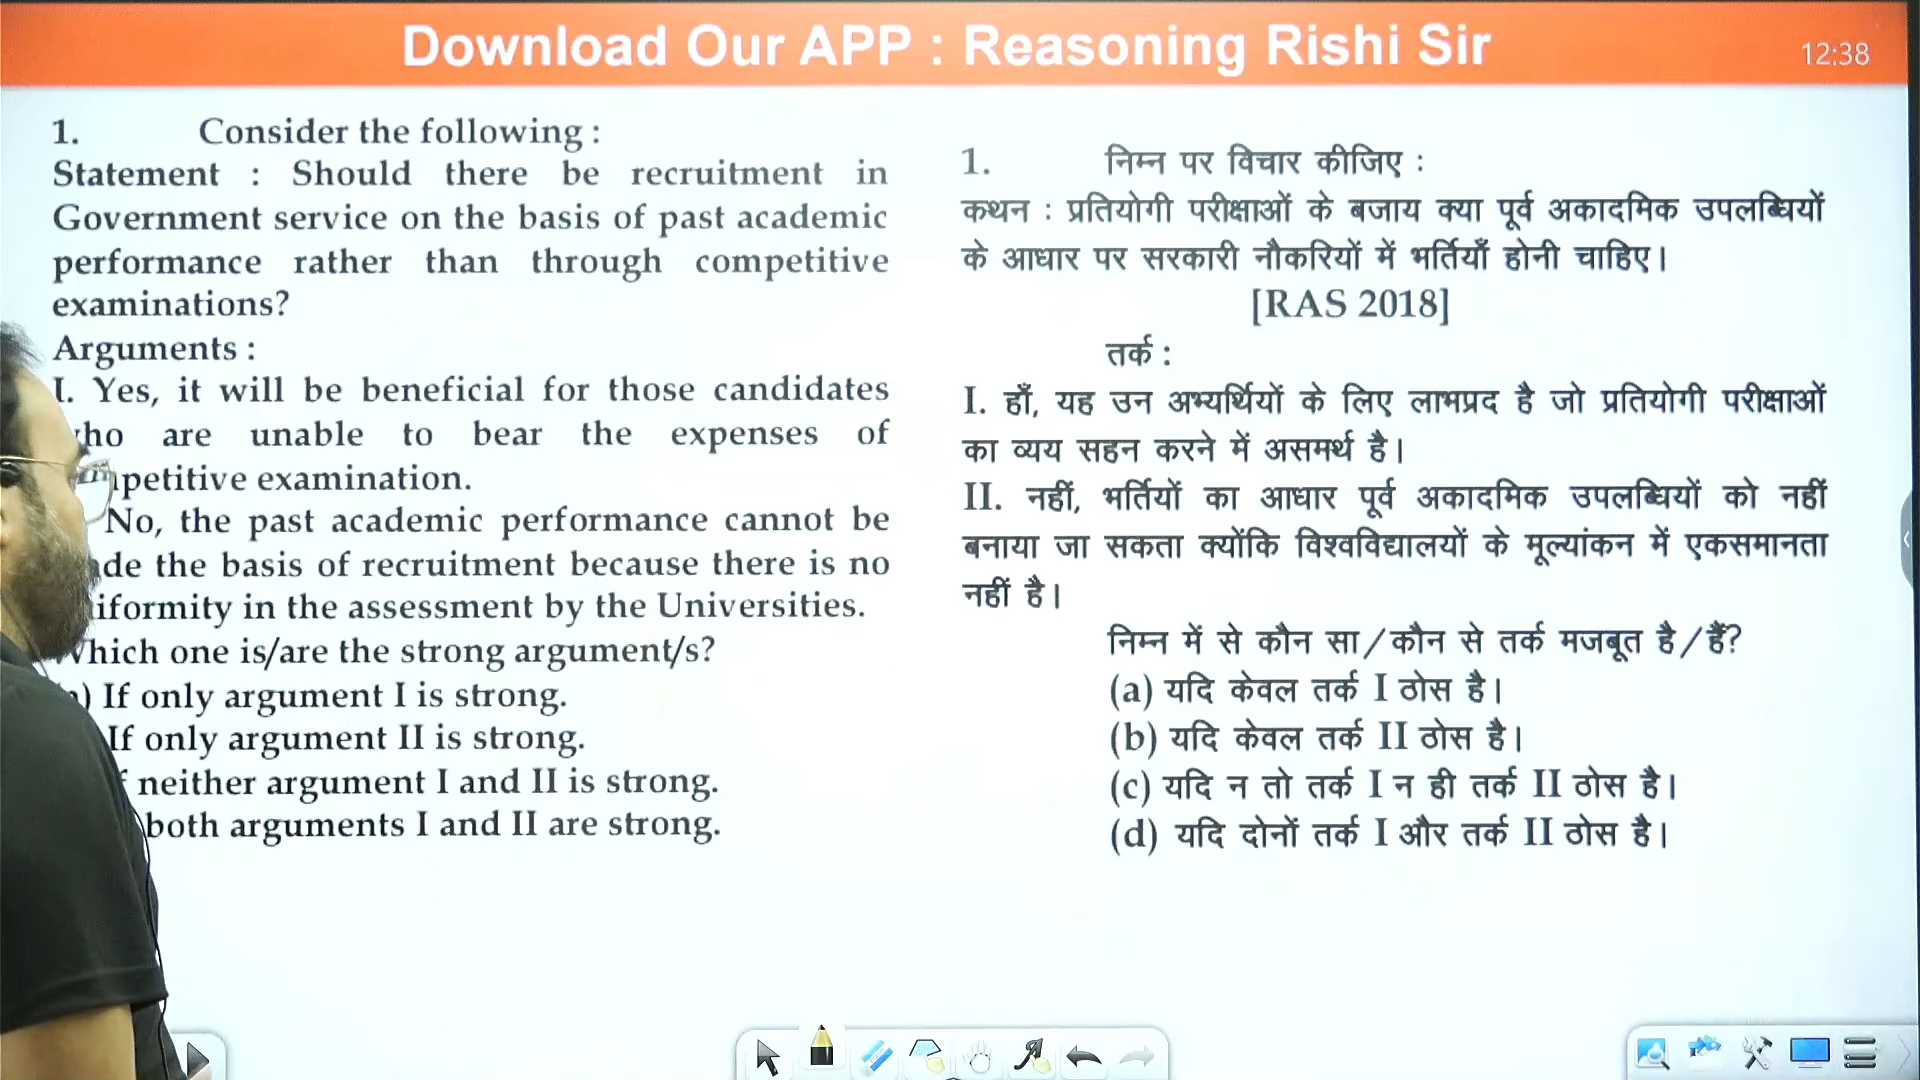 Download Our APP : Reasoning Rishi Sir
12:38
1. Consider the following :
Statement : Should there be recruitment in
Government service on the basis of past academic
performance rather than through competitive
examinations?
Arguments :
I. Yes, it will be beneficial for those candidates
are unable to bear the expenses of
examination.
No, the past academic performance cannot be
the basis of recruitment because there is no
in the assessment by the Universities.
one is/are the strong argument/s?
If only argument I is strong.
If only argument II is strong.
neither argument I and II is strong.
both arguments I and II are strong.
1. निम्न पर विचार कीजिए :
कथन : प्रतियोगी परीक्षाओं के बजाय क्या पूर्व अकादमिक उपलब्धियों
के आधार पर सरकारी नौकरियों में भर्तियाँ होनी चाहिए।
[RAS 2018]
तर्क :
I. हाँ, यह उन अभ्यर्थियों के लिए लाभप्रद है जो प्रतियोगी परीक्षाओं
का व्यय सहन करने में असमर्थ है।
II. नहीं, भर्तियों का आधार पूर्व अकादमिक उपलब्धियों को नहीं
बनाया जा सकता क्योंकि विश्वविद्यालयों के मूल्यांकन में एकसमानता
नहीं है।
निम्न में से कौन सा/कौन से तर्क मजबूत है/हैं?
(a) यदि केवल तर्क I ठोस है।
(b) यदि केवल तर्क II ठोस है।
(c) यदि न तो तर्क I न ही तर्क II ठोस है।
(d) यदि दोनों तर्क I और तर्क II ठोस है।